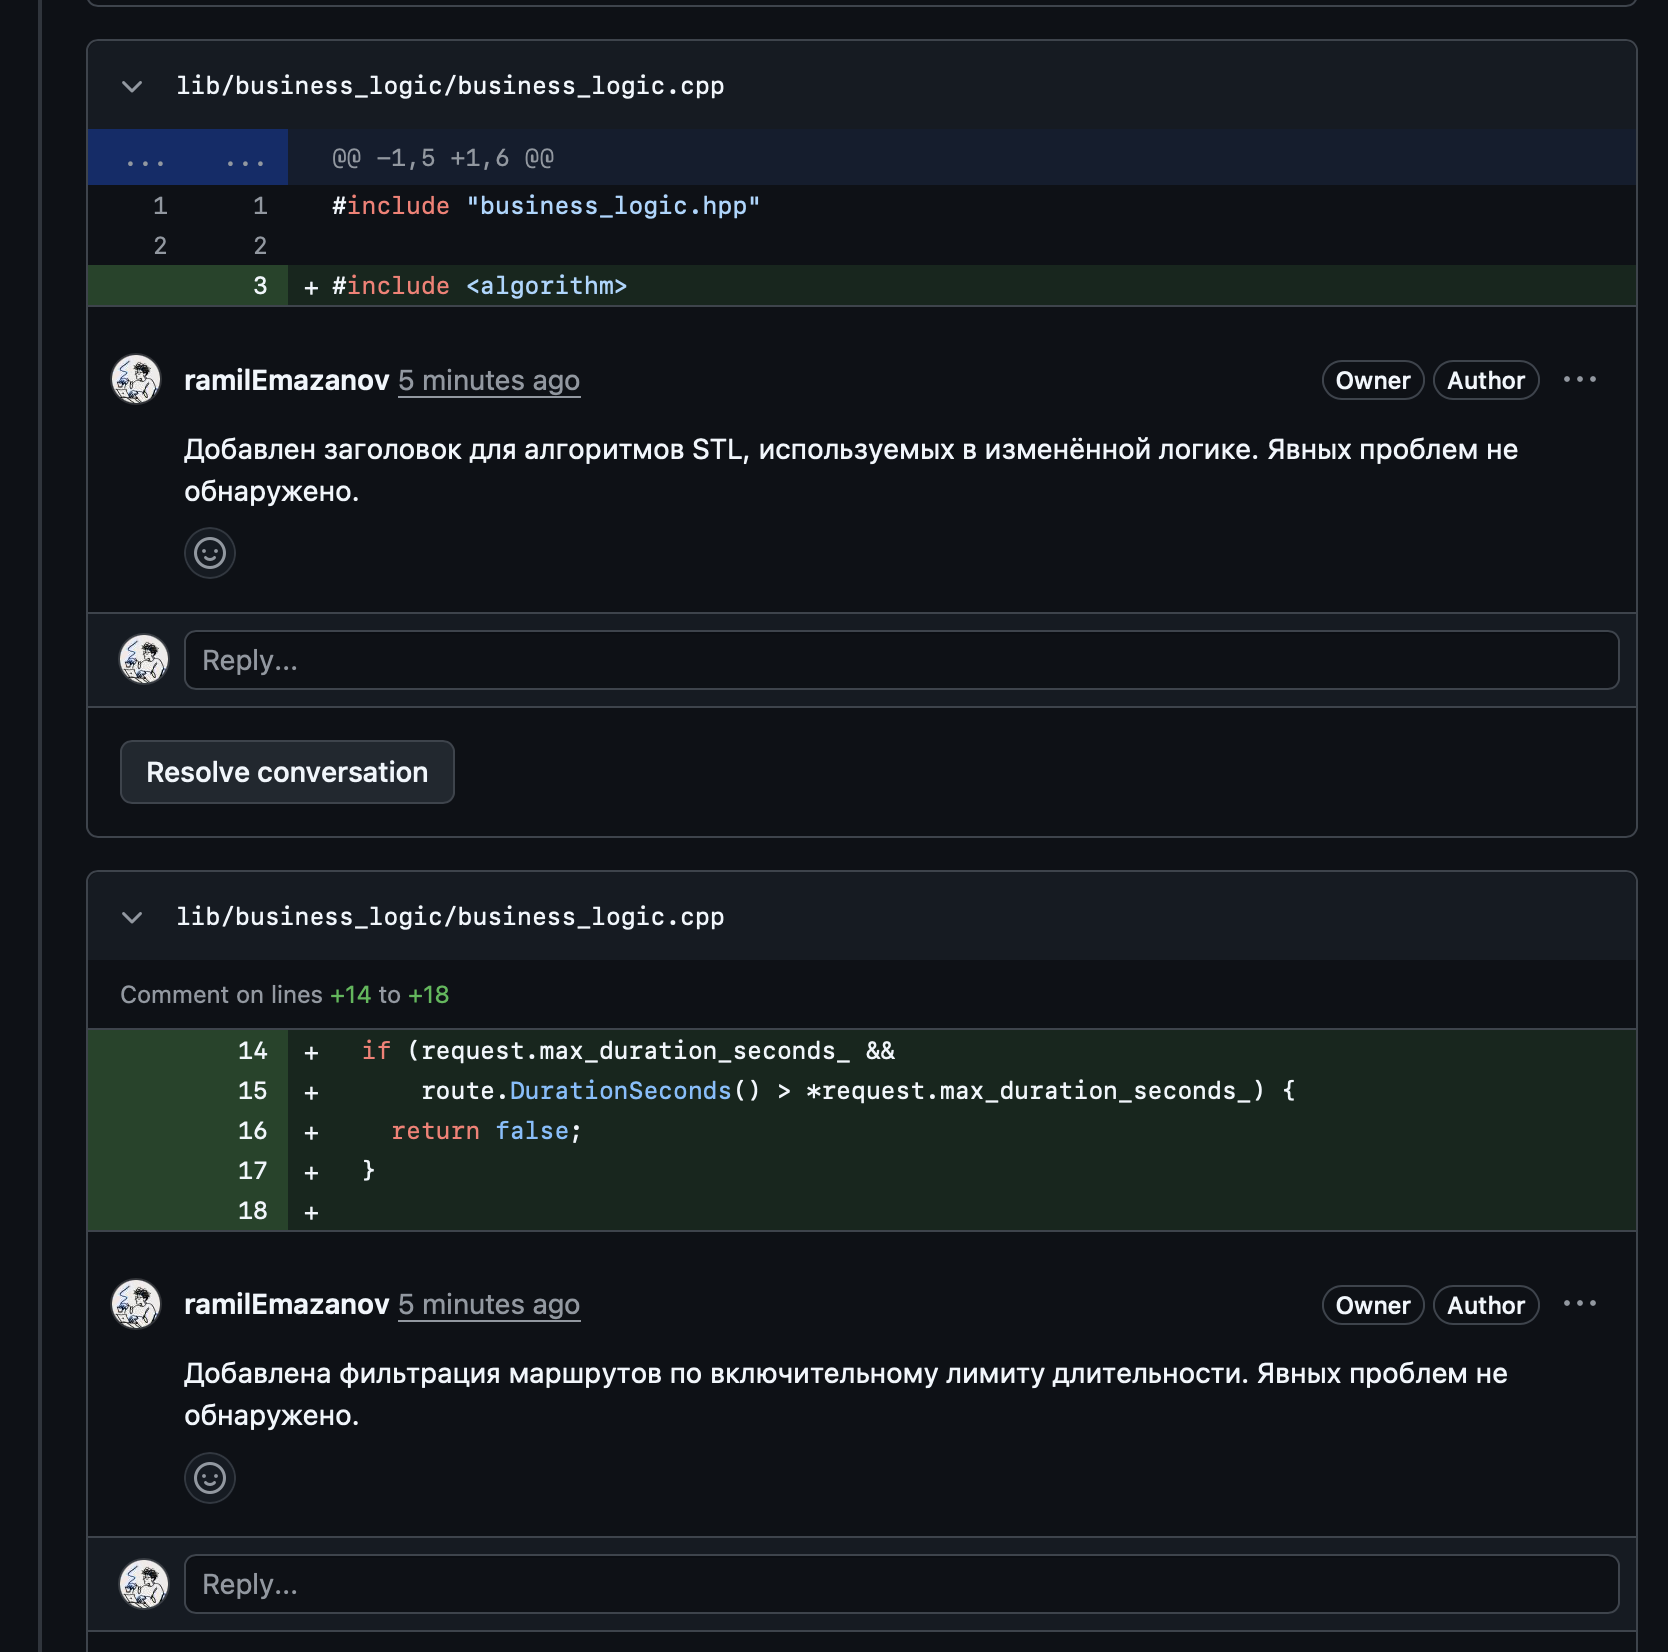 lib/business_logic/business_logic.cpp
... ... @@ -1,5 +1,6 @@
1 1 #include "business_logic.hpp"
2 2
3 + #include <algorithm>
ramilEmazanov 5 minutes ago Owner Author ...
Добавлен заголовок для алгоритмов STL, используемых в изменённой логике. Явных проблем не
обнаружено.
Reply...
Resolve conversation
lib/business_logic/business_logic.cpp
Comment on lines +14 to +18
14 + if (request.max_duration_seconds_ &&
15 + route.DurationSeconds() > *request.max_duration_seconds_) {
16 + return false;
17 + }
18 +
ramilEmazanov 5 minutes ago Owner Author ...
Добавлена фильтрация маршрутов по включительному лимиту длительности. Явных проблем не
обнаружено.
Reply...